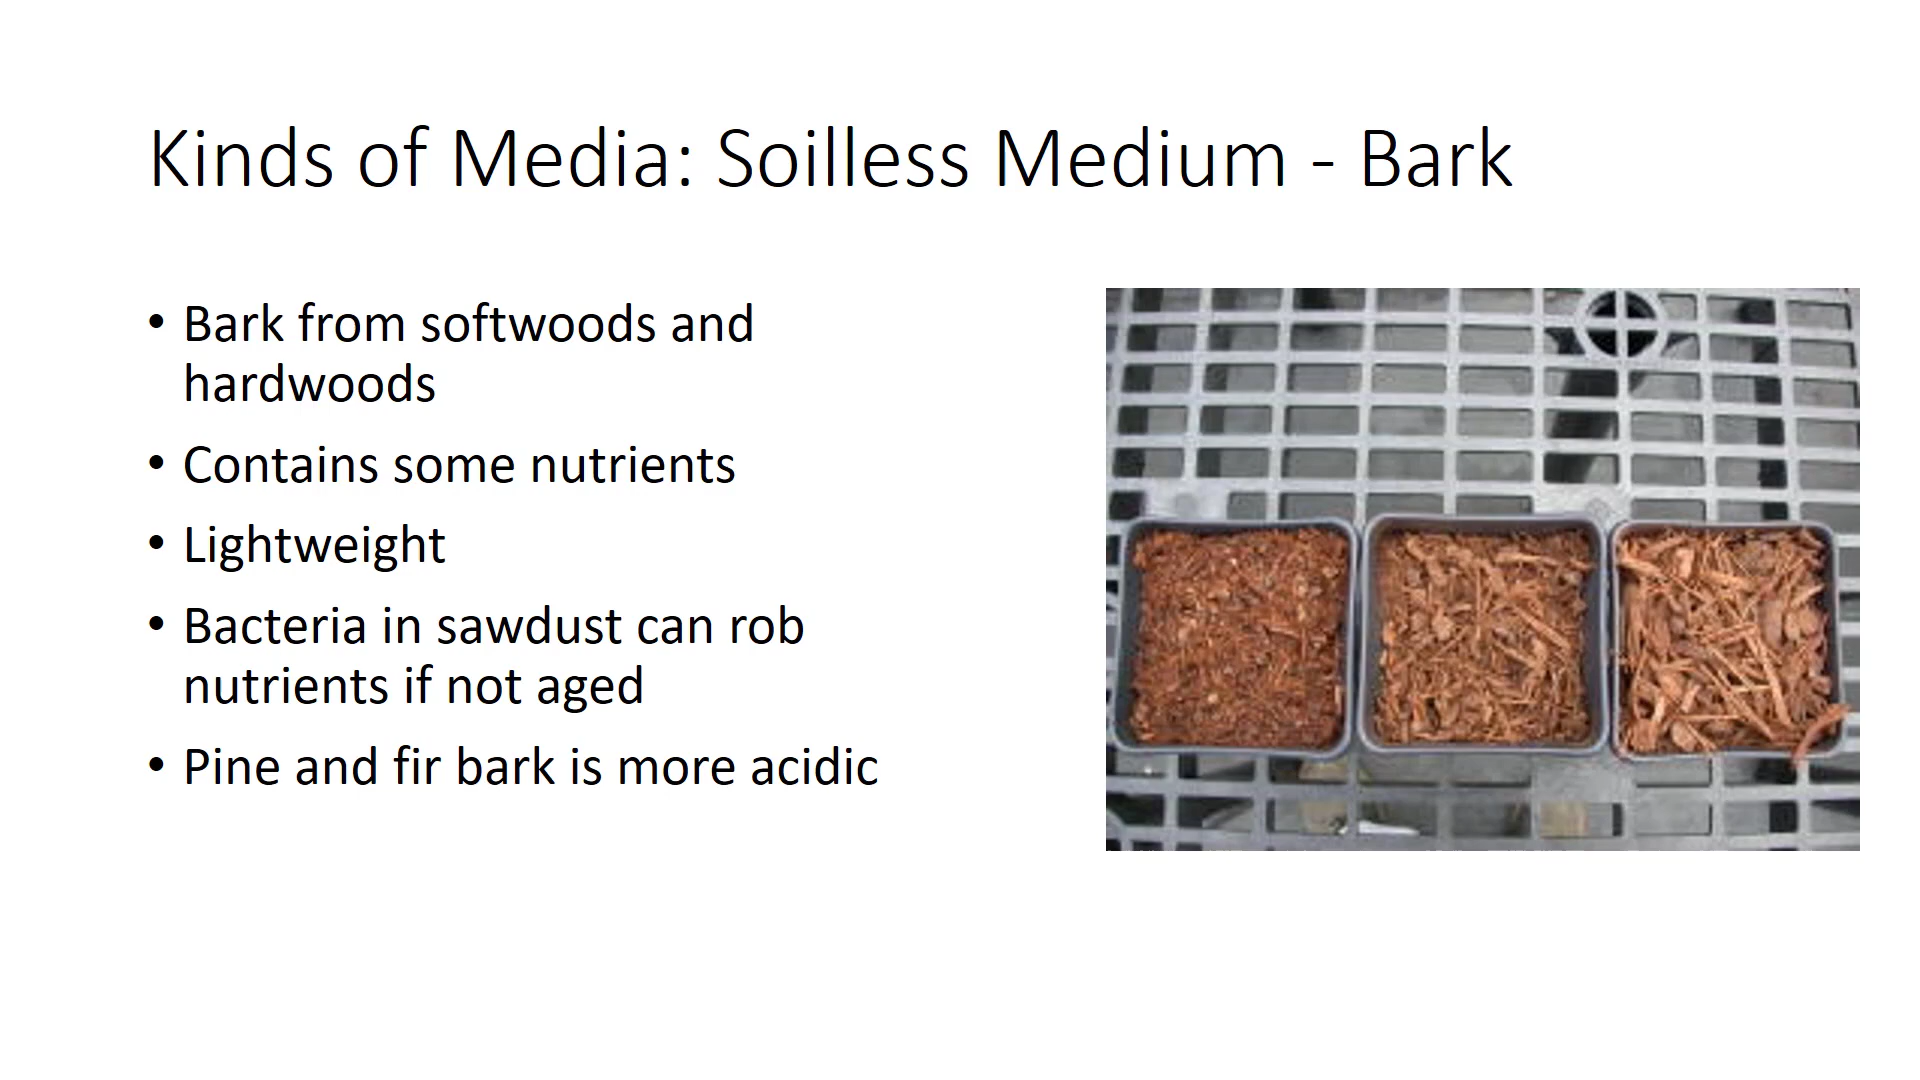 Kinds of Media: Soilless Medium - Bark
• Bark from softwoods and
hardwoods
• Contains some nutrients
• Lightweight
• Bacteria in sawdust can rob
nutrients if not aged
• Pine and fir bark is more acidic